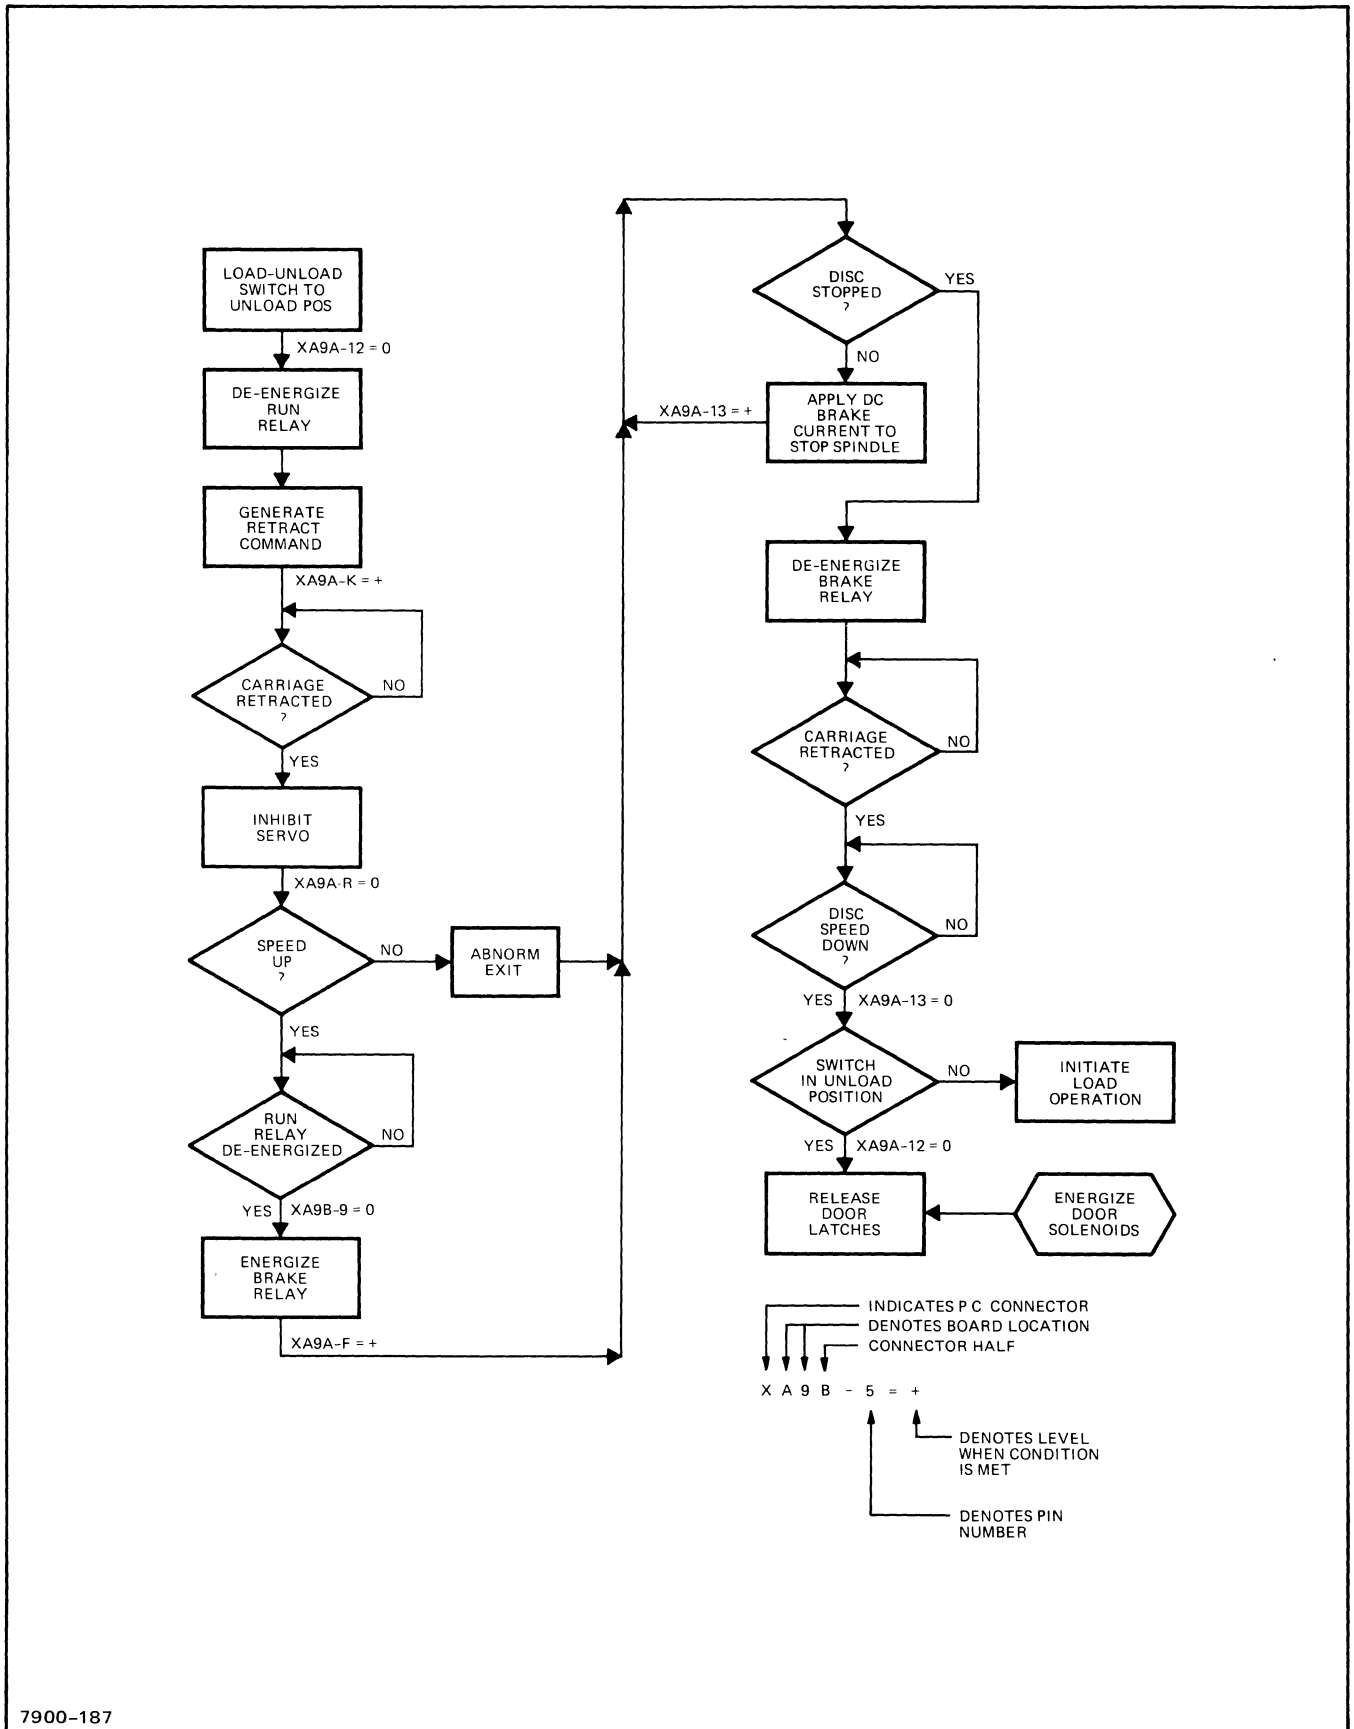 LOAD-UNLOAD
SWITCH TO
UNLOAD POS
XA9A-12 = 0
DE-ENERGIZE
RUN
RELAY
GENERATE
RETRACT
COMMAND
XA9A-K = +
CARRIAGE
RETRACTED
?
NO
YES
INHIBIT
SERVO
XA9A-R = 0
SPEED
UP
?
NO
ABNORM
EXIT
YES
RUN
RELAY
DE-ENERGIZED
NO
YES XA9B-9 = 0
ENERGIZE
BRAKE
RELAY
XA9A-F = +
DISC
STOPPED
?
YES
NO
APPLY DC
BRAKE
CURRENT TO
STOP SPINDLE
XA9A-13 = +
DE-ENERGIZE
BRAKE
RELAY
CARRIAGE
RETRACTED
?
NO
YES
DISC
SPEED
DOWN
?
NO
YES XA9A-13 = 0
SWITCH
IN UNLOAD
POSITION
NO
INITIATE
LOAD
OPERATION
YES XA9A-12 = 0
RELEASE
DOOR
LATCHES
ENERGIZE
DOOR
SOLENOIDS
INDICATES P C CONNECTOR
DENOTES BOARD LOCATION
CONNECTOR HALF
X A 9 B - 5 = +
DENOTES LEVEL
WHEN CONDITION
IS MET
DENOTES PIN
NUMBER
7900-187